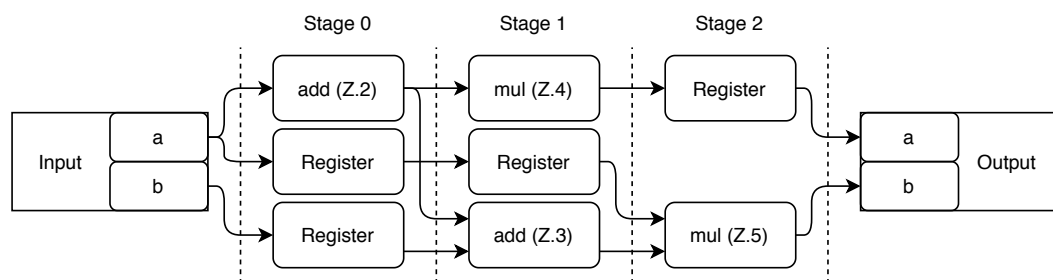 Stage 0
Stage 1
Stage 2
add (Z.2)
mul (Z.4)
Register
a
Input
b
Register
Register
a
Output
b
Register
add (Z.3)
mul (Z.5)